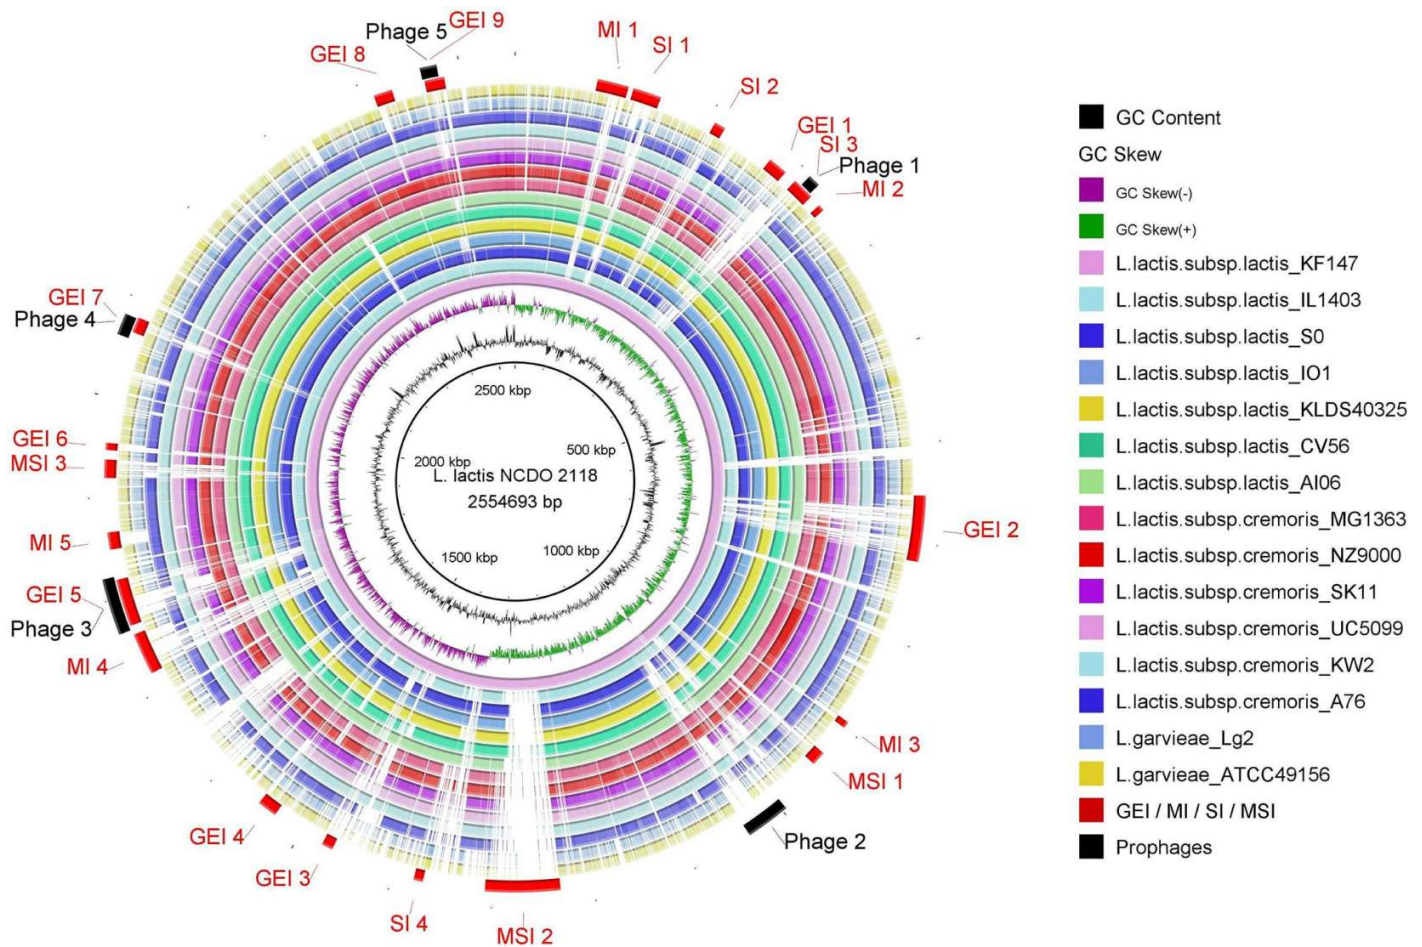 Phage 5
GEI 9
GEI 8
MI 1
SI 1
SI 2
GEI 1
SI 3
Phage 1
MI 2
GEI 7
Phage 4
GEI 6
MSI 3
MI 5
GEI 5
Phage 3
MI 4
GEI 2
MI 3
MSI 1
Phage 2
GEI 4
GEI 3
SI 4
MSI 2
2500 kbp
500 kbp
2000 kbp
L. lactis NCDO 2118
2554693 bp
1500 kbp
1000 kbp
GC Content
GC Skew
GC Skew(-)
GC Skew(+)
L.lactis.subsp.lactis_KF147
L.lactis.subsp.lactis_IL1403
L.lactis.subsp.lactis_S0
L.lactis.subsp.lactis_IO1
L.lactis.subsp.lactis_KLDS40325
L.lactis.subsp.lactis_CV56
L.lactis.subsp.lactis_AI06
L.lactis.subsp.cremoris_MG1363
L.lactis.subsp.cremoris_NZ9000
L.lactis.subsp.cremoris_SK11
L.lactis.subsp.cremoris_UC5099
L.lactis.subsp.cremoris_KW2
L.lactis.subsp.cremoris_A76
L.garvieae_Lg2
L.garvieae_ATCC49156
GEI / MI / SI / MSI
Prophages